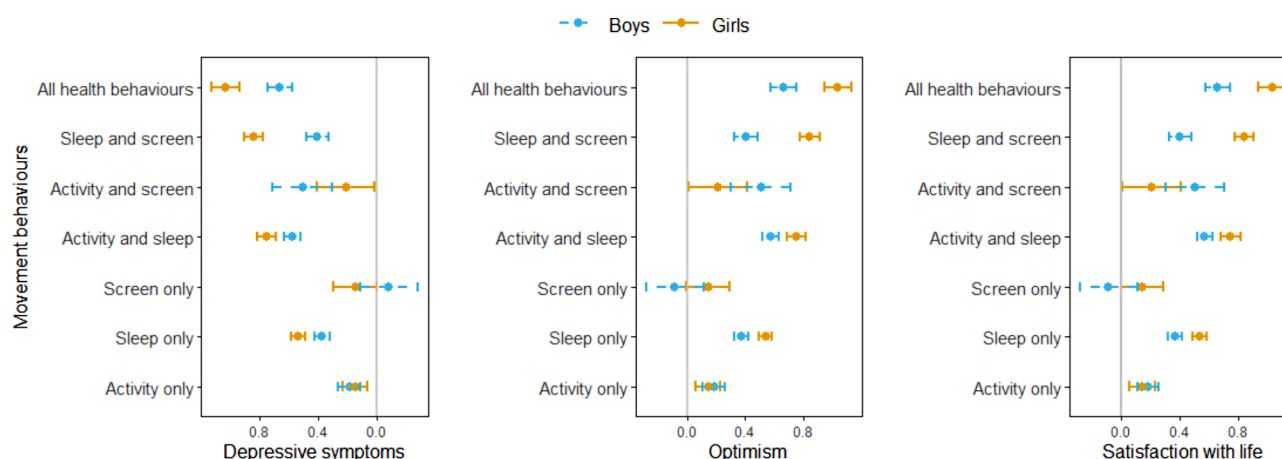 Boys Girls
Movement behaviours
All health behaviours
Sleep and screen
Activity and screen
Activity and sleep
Screen only
Sleep only
Activity only
0.8 0.4 0.0
Depressive symptoms
All health behaviours
Sleep and screen
Activity and screen
Activity and sleep
Screen only
Sleep only
Activity only
0.0 0.4 0.8
Optimism
All health behaviours
Sleep and screen
Activity and screen
Activity and sleep
Screen only
Sleep only
Activity only
0.0 0.4 0.8
Satisfaction with life